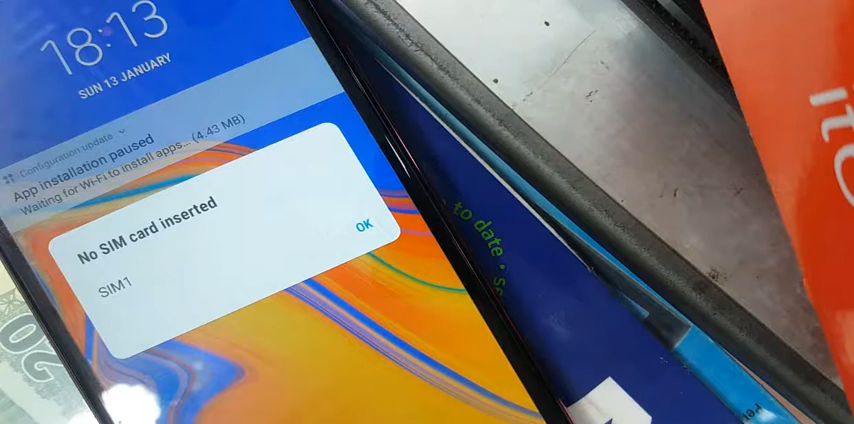 18:13
SUN 13 JANUARY
Configuration update
App installation paused
Waiting for Wi-Fi to install apps... (4.43 MB)
No SIM card inserted
SIM1
OK
to date •
20